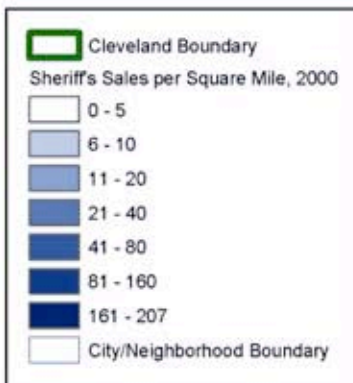 Cleveland Boundary
Sheriff's Sales per Square Mile, 2000
0 - 5
6 - 10
11 - 20
21 - 40
41 - 80
81 - 160
161 - 207
City/Neighborhood Boundary